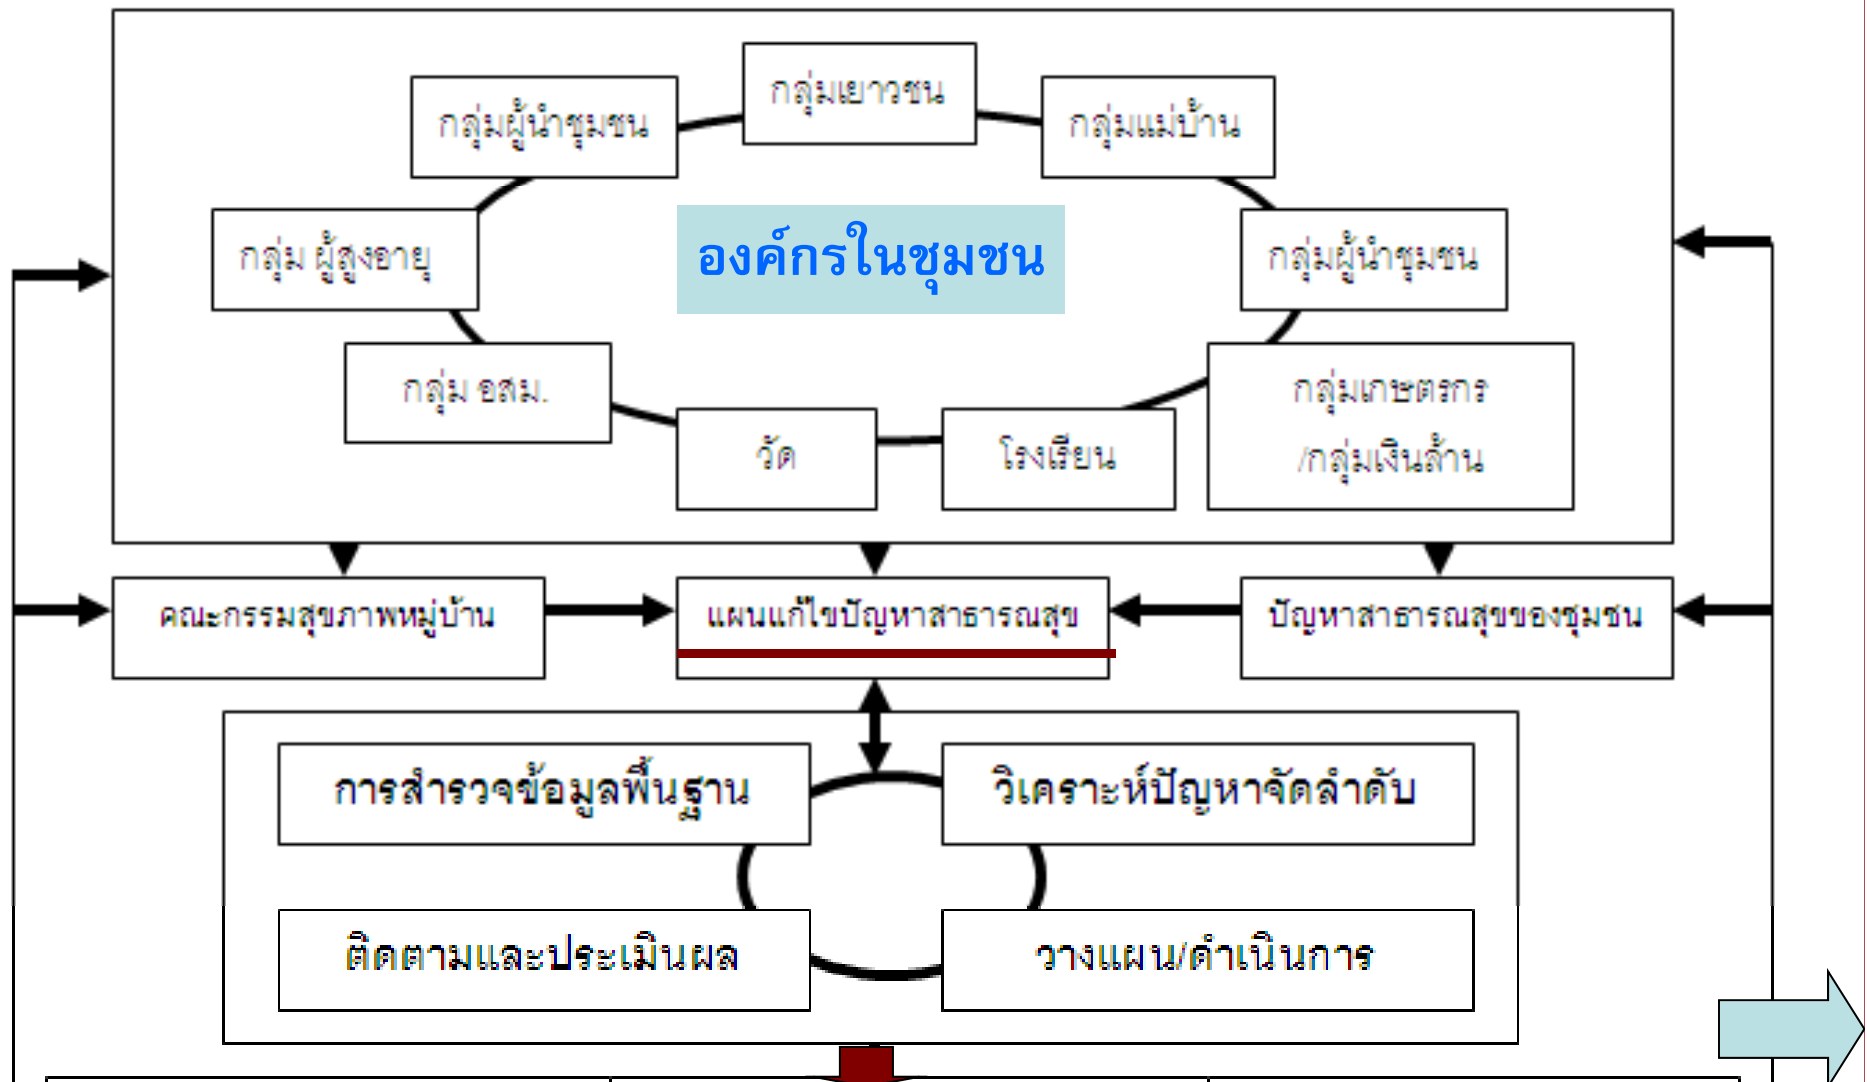 กลุ่มเยาวชน
กลุ่มผู้นำชุมชน
กลุ่มแม่บ้าน
องค์กรในชุมชน
กลุ่ม ผู้สูงอายุ
กลุ่มผู้นำชุมชน
กลุ่ม อสม.
กลุ่มเกษตรกร
/กลุ่มเงินล้าน
วัด
โรงเรียน
คณะกรรมสุขภาพหมู่บ้าน
แผนแก้ไขปัญหาสาธารณสุข
ปัญหาสาธารณสุขของชุมชน
การสำรวจข้อมูลพื้นฐาน
วิเคราะห์ปัญหาจัดลำดับ
ติดตามและประเมินผล
วางแผน/ดำเนินการ